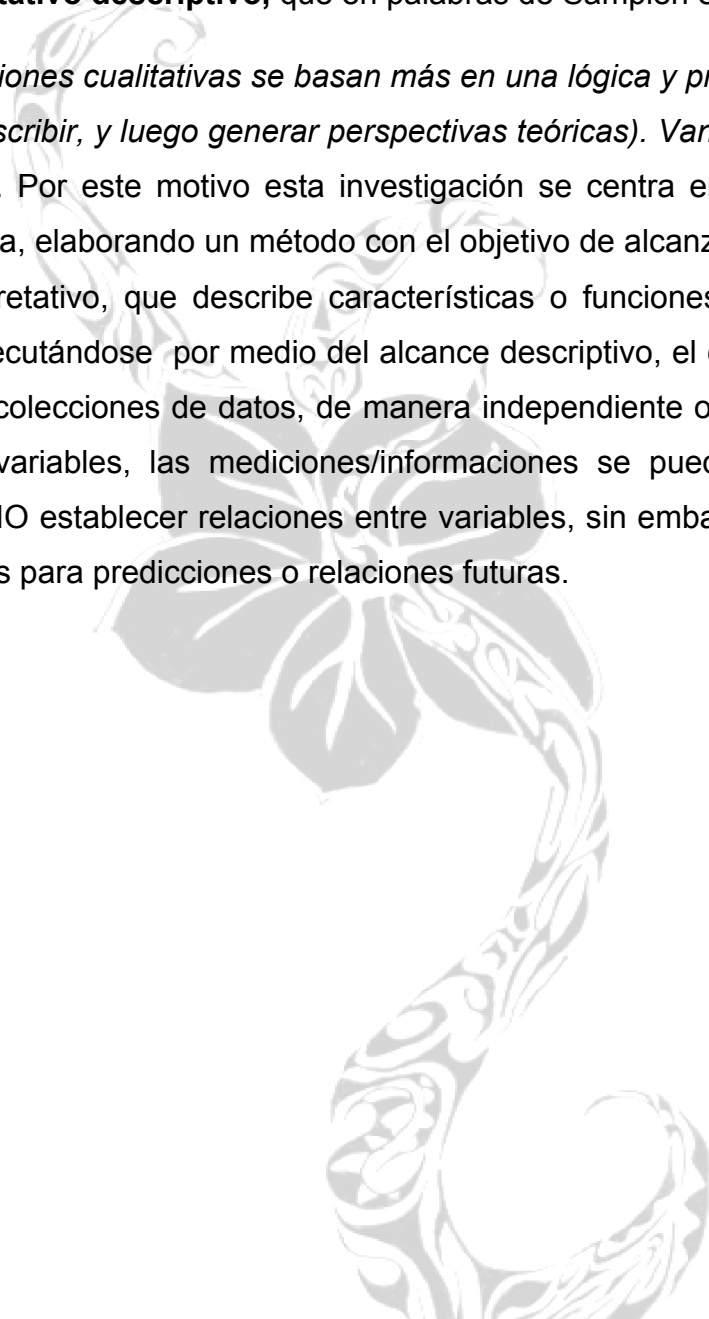 tativo descriptivo, que en palabras de Sampieri
iones cualitativas se basan más en una lógica y
scribir, y luego generar perspectivas teóricas). Van
. Por este motivo esta investigación se centra
a, elaborando un método con el objetivo de alcanz
retativo, que describe características o funciones
ecutándose por medio del alcance descriptivo, el
colecciones de datos, de manera independiente o
variables, las mediciones/informaciones se pued
NO establecer relaciones entre variables, sin emba
s para predicciones o relaciones futuras.